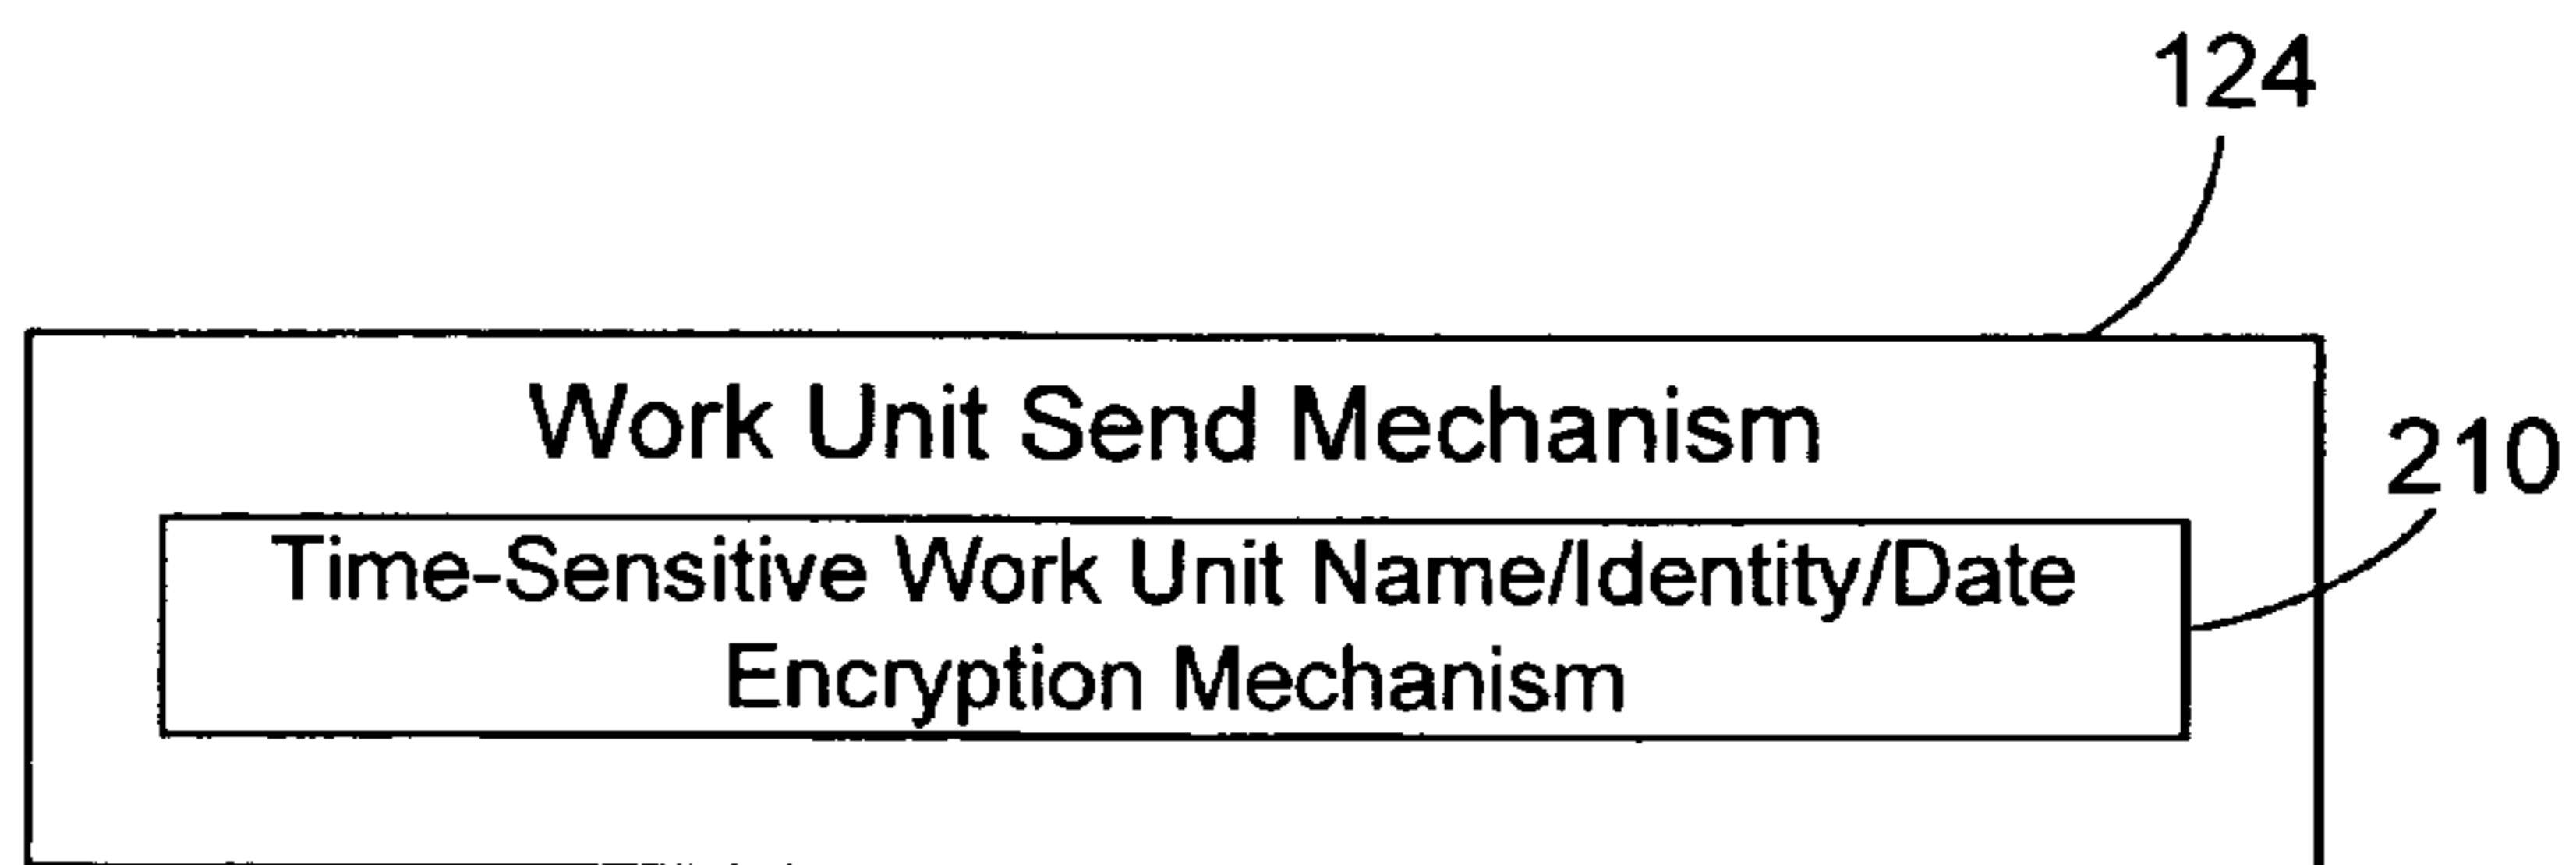 124
Work Unit Send Mechanism
210
Time-Sensitive Work Unit Name/Identity/Date
Encryption Mechanism